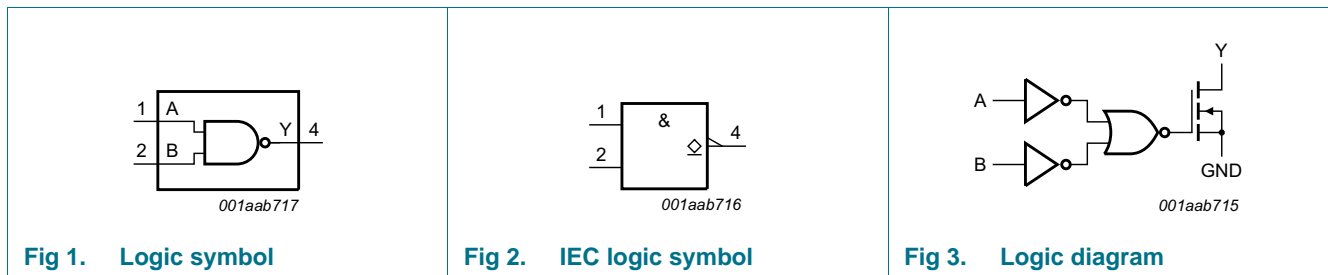 1 A
2 B
Y 4
001aab717
Fig 1. Logic symbol
1
2
&
4
001aab716
Fig 2. IEC logic symbol
A
B
Y
GND
001aab715
Fig 3. Logic diagram